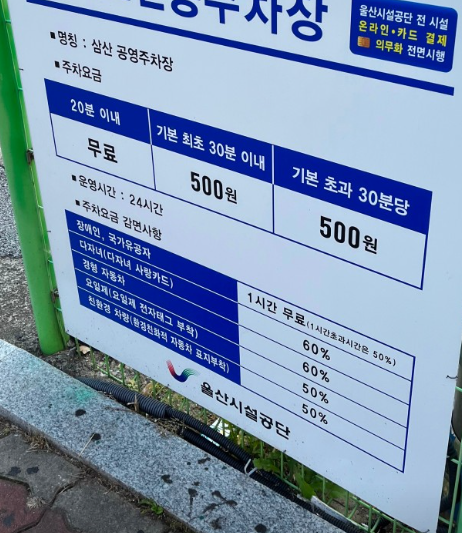 주차장
울산시설공단 전 시설
온라인•카드 결제
의무화 전면시행
▪명칭 : 삼산 공영주차장
▪주차요금
20분 이내
기본 최초 30분 이내
기본 초과 30분당
무료
500원
500원
▪운영시간 : 24시간
▪주차요금 감면사항
장애인, 국가유공자
1시간 무료(1시간초과시간은 50%)
다자녀(다자녀 사랑카드)
60%
경형 자동차
60%
요일제(요일제 전자태그 부착)
50%
친환경 차량(환경친화적 자동차 표지부착)
50%
울산시설공단